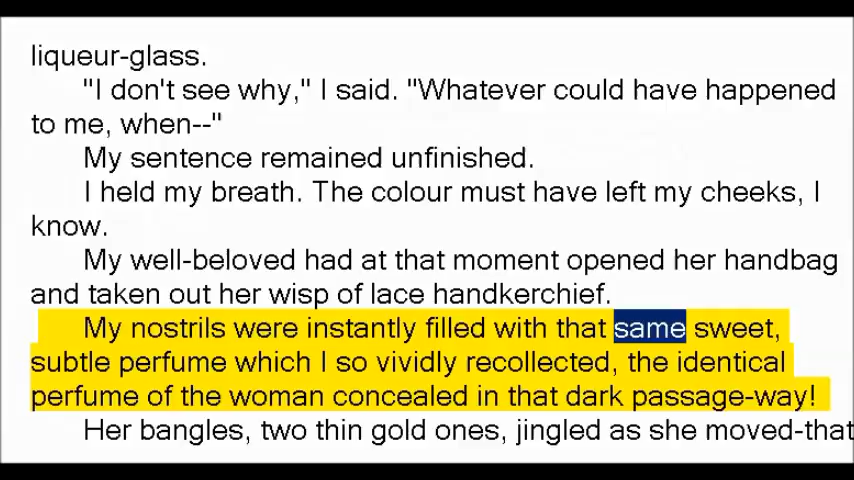 liqueur-glass.
"I don't see why," I said. "Whatever could have happened
to me, when--"
My sentence remained unfinished.
I held my breath. The colour must have left my cheeks, I
know.
My well-beloved had at that moment opened her handbag
and taken out her wisp of lace handkerchief.
My nostrils were instantly filled with that same sweet,
subtle perfume which I so vividly recollected, the identical
perfume of the woman concealed in that dark passage-way!
Her bangles, two thin gold ones, jingled as she moved-that